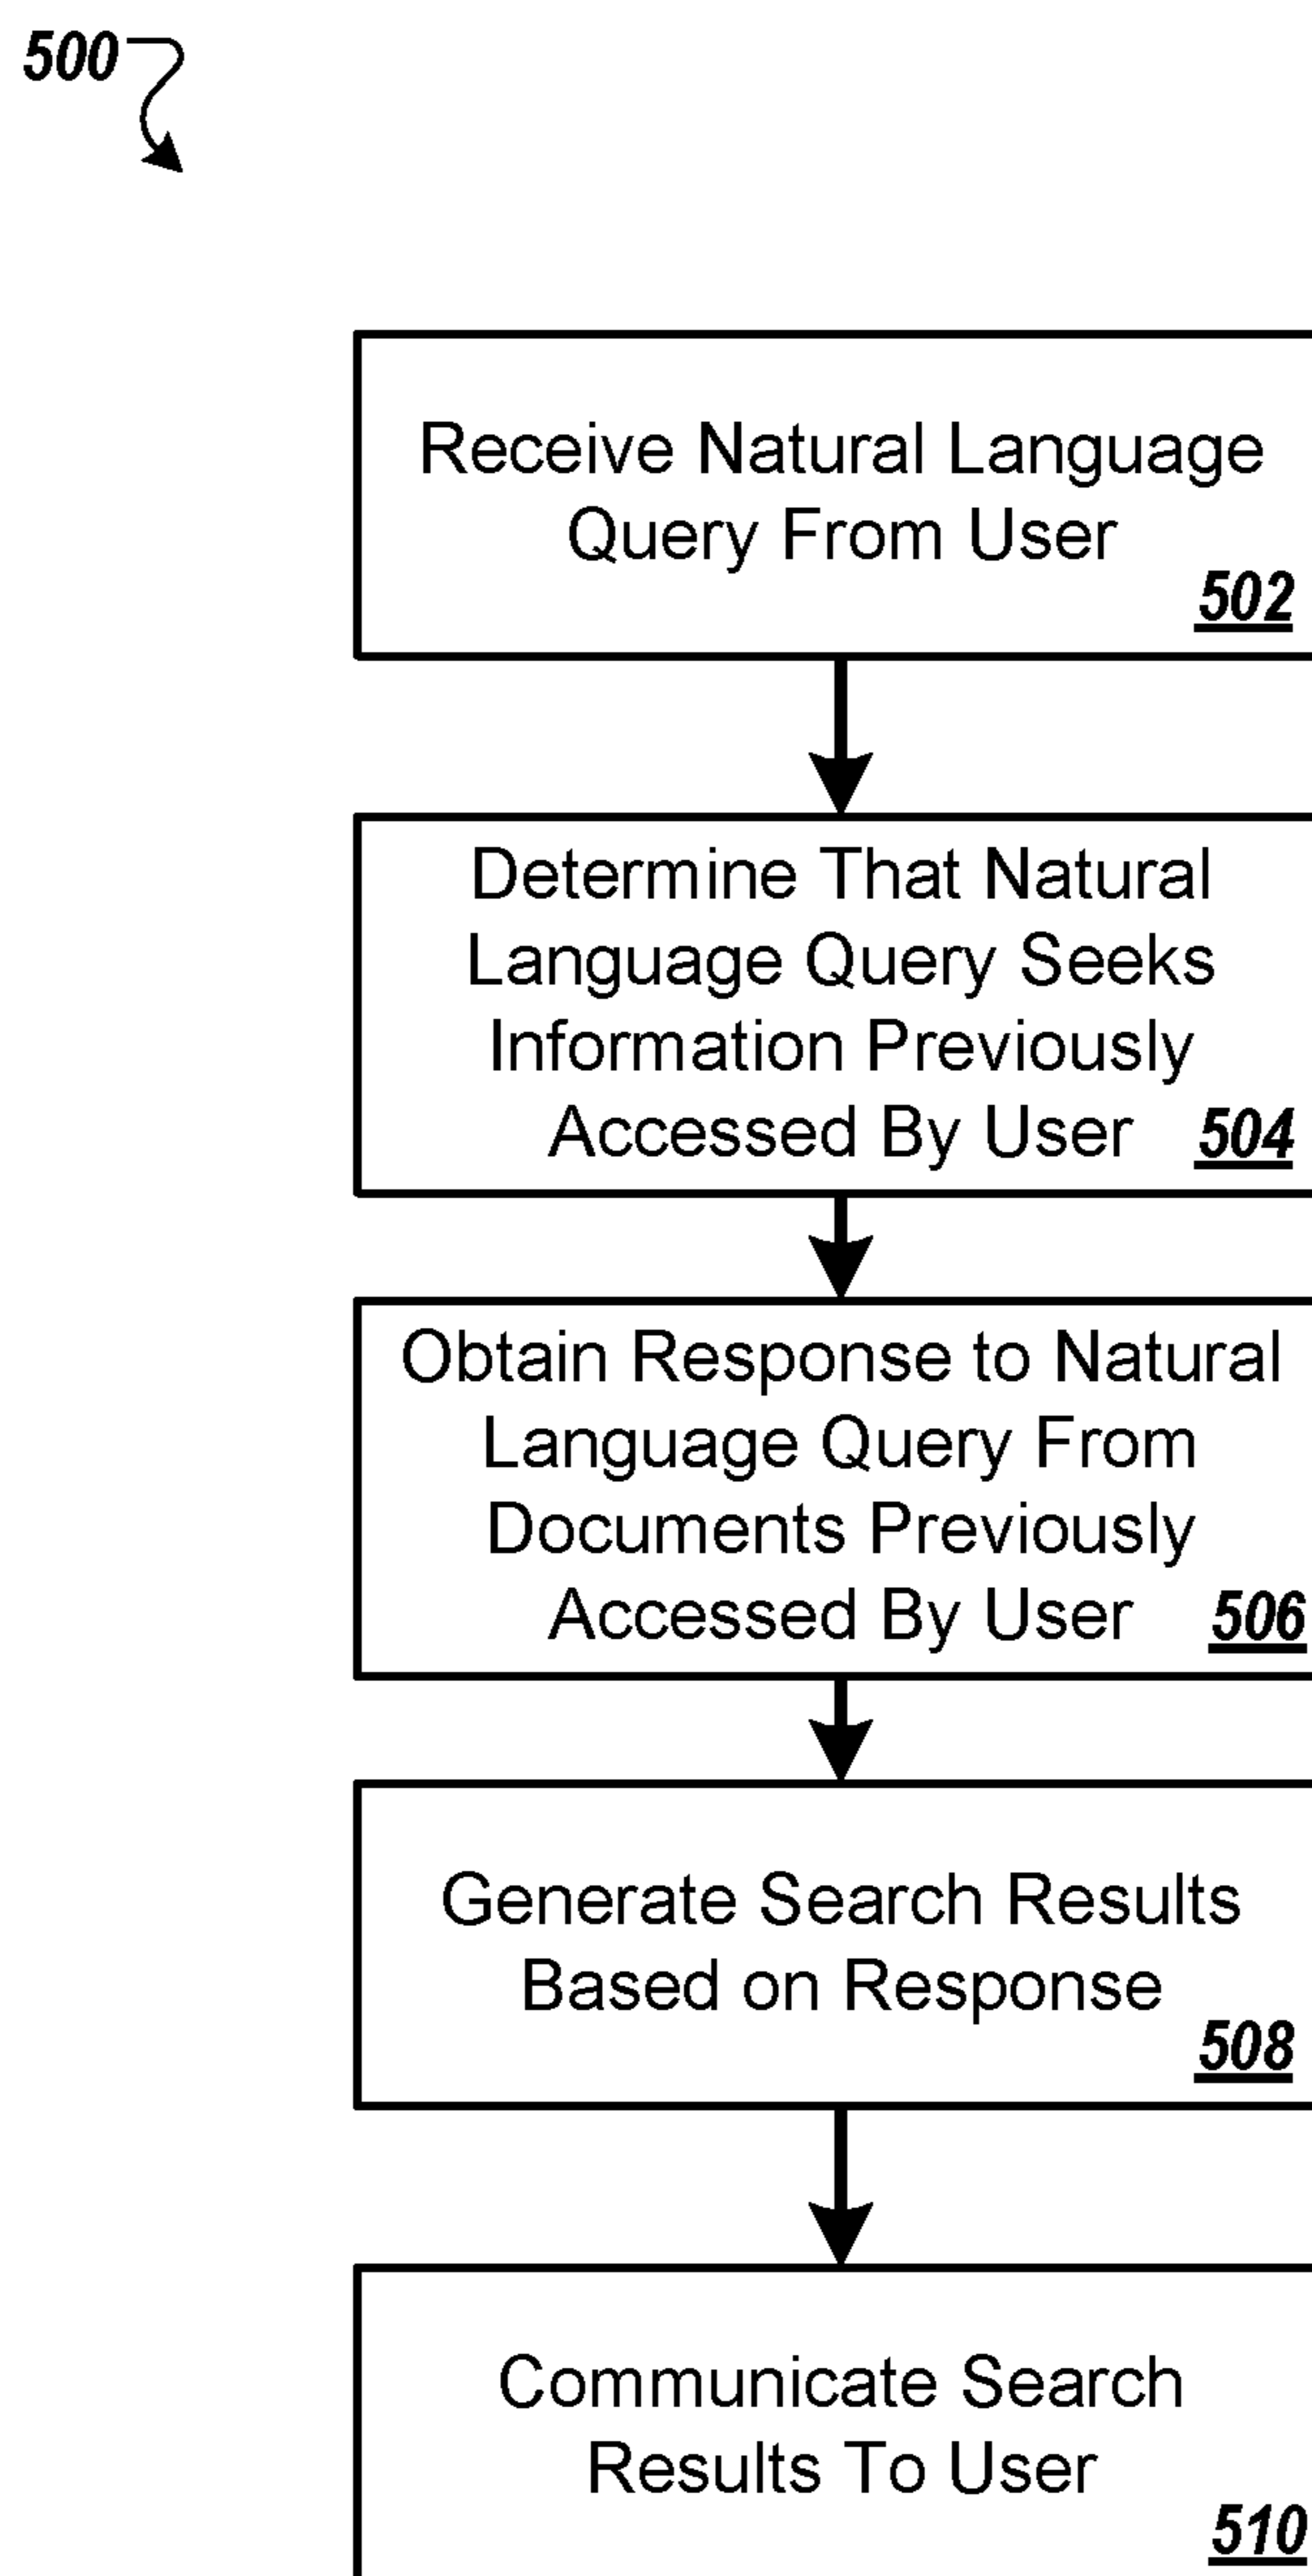 500
Receive Natural Language
Query From User
502
Determine That Natural
Language Query Seeks
Information Previously
Accessed By User 504
Obtain Response to Natural
Language Query From
Documents Previously
Accessed By User 506
Generate Search Results
Based on Response
508
Communicate Search
Results To User
510